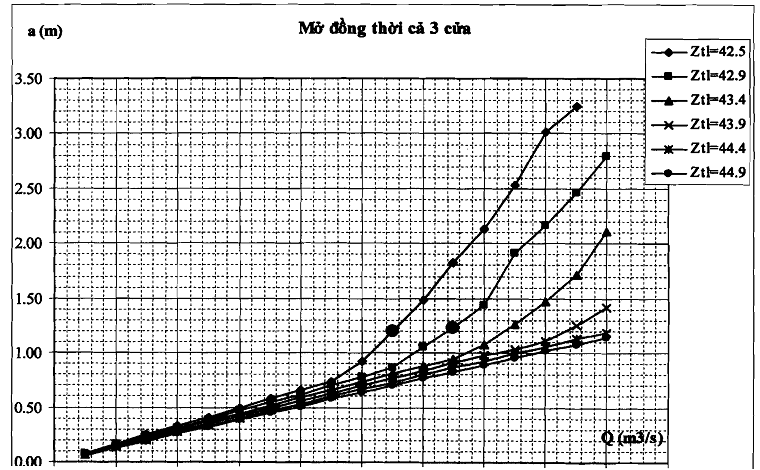 a (m)
Mở đồng thời cả 3 cửa
Ztl=42.5
Ztl=42.9
Ztl=43.4
Ztl=43.9
Ztl=44.4
Ztl=44.9
3.50
3.00
2.50
2.00
1.50
1.00
0.50
0.00
Q (m3/s)